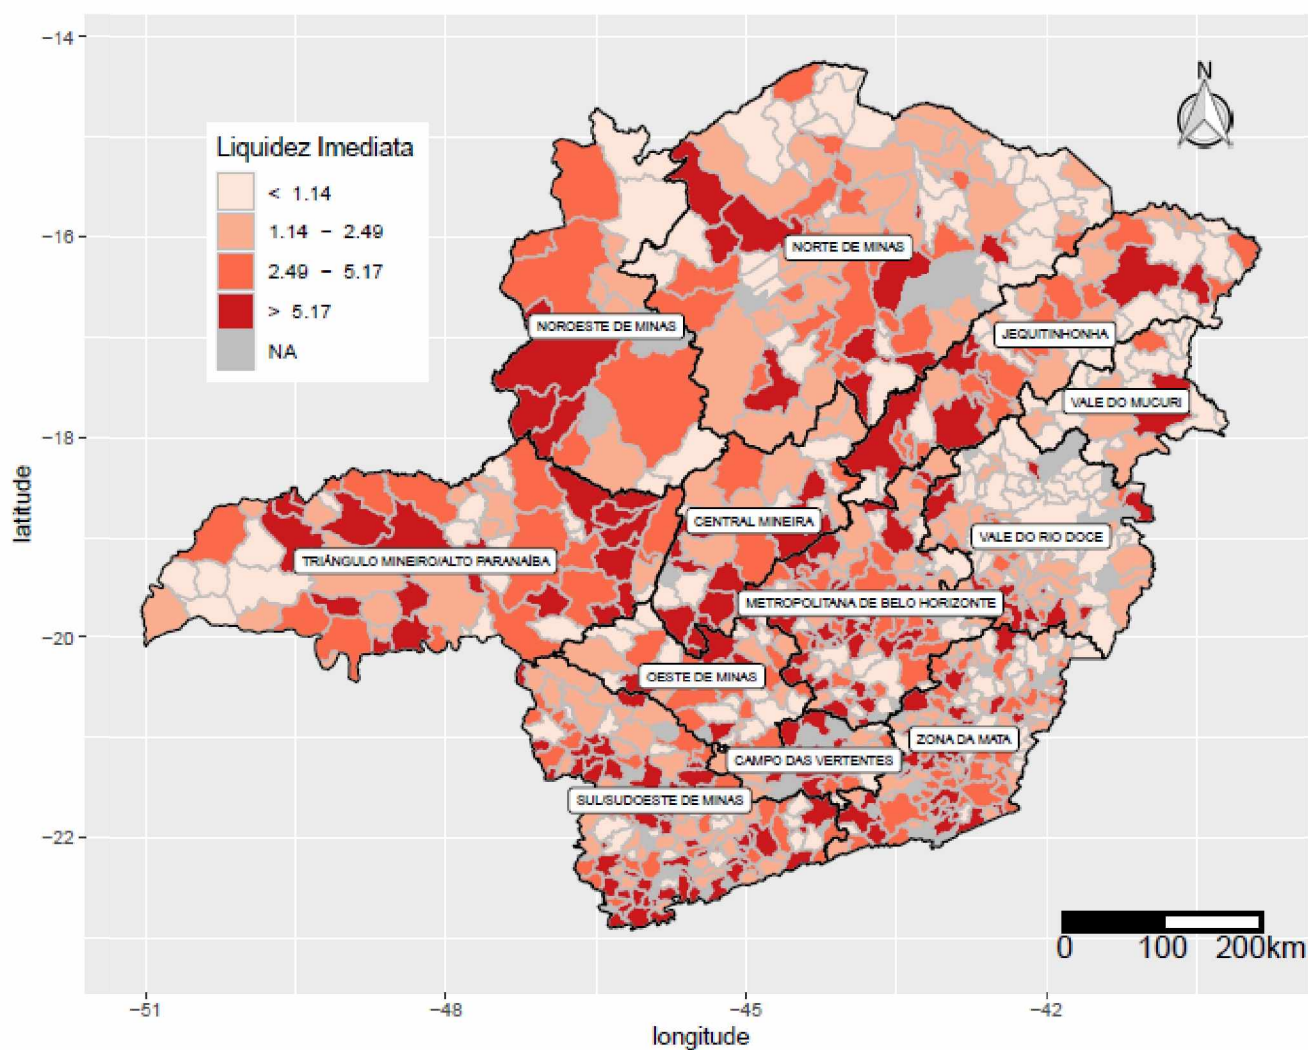 −14
N
Liquidez Imediata
< 1.14
1.14 − 2.49
2.49 − 5.17
> 5.17
NA
−16
NORTE DE MINAS
NOROESTE DE MINAS
JEQUITINHONHA
VALE DO MUCURI
−18
latitude
CENTRAL MINEIRA
VALE DO RIO DOCE
TRIÂNGULO MINEIRO/ALTO PARANAÍBA
METROPOLITANA DE BELO HORIZONTE
−20
OESTE DE MINAS
ZONA DA MATA
CAMPO DAS VERTENTES
SUL/SUDOESTE DE MINAS
−22
0 100 200km
−51 −48 −45 −42
longitude